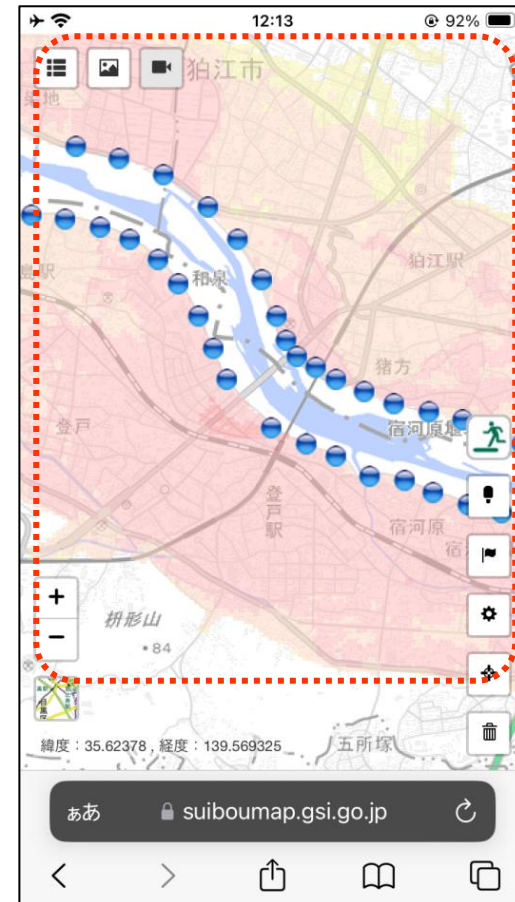 12:13
92%
狛江市
狛江駅
和泉
猪方
宿河原堰
登戸
登戸駅
宿河原
+
−
枡形山
•84
緯度：35.62378 , 経度：139.569325
五所塚
ぁあ
suiboumap.gsi.go.jp